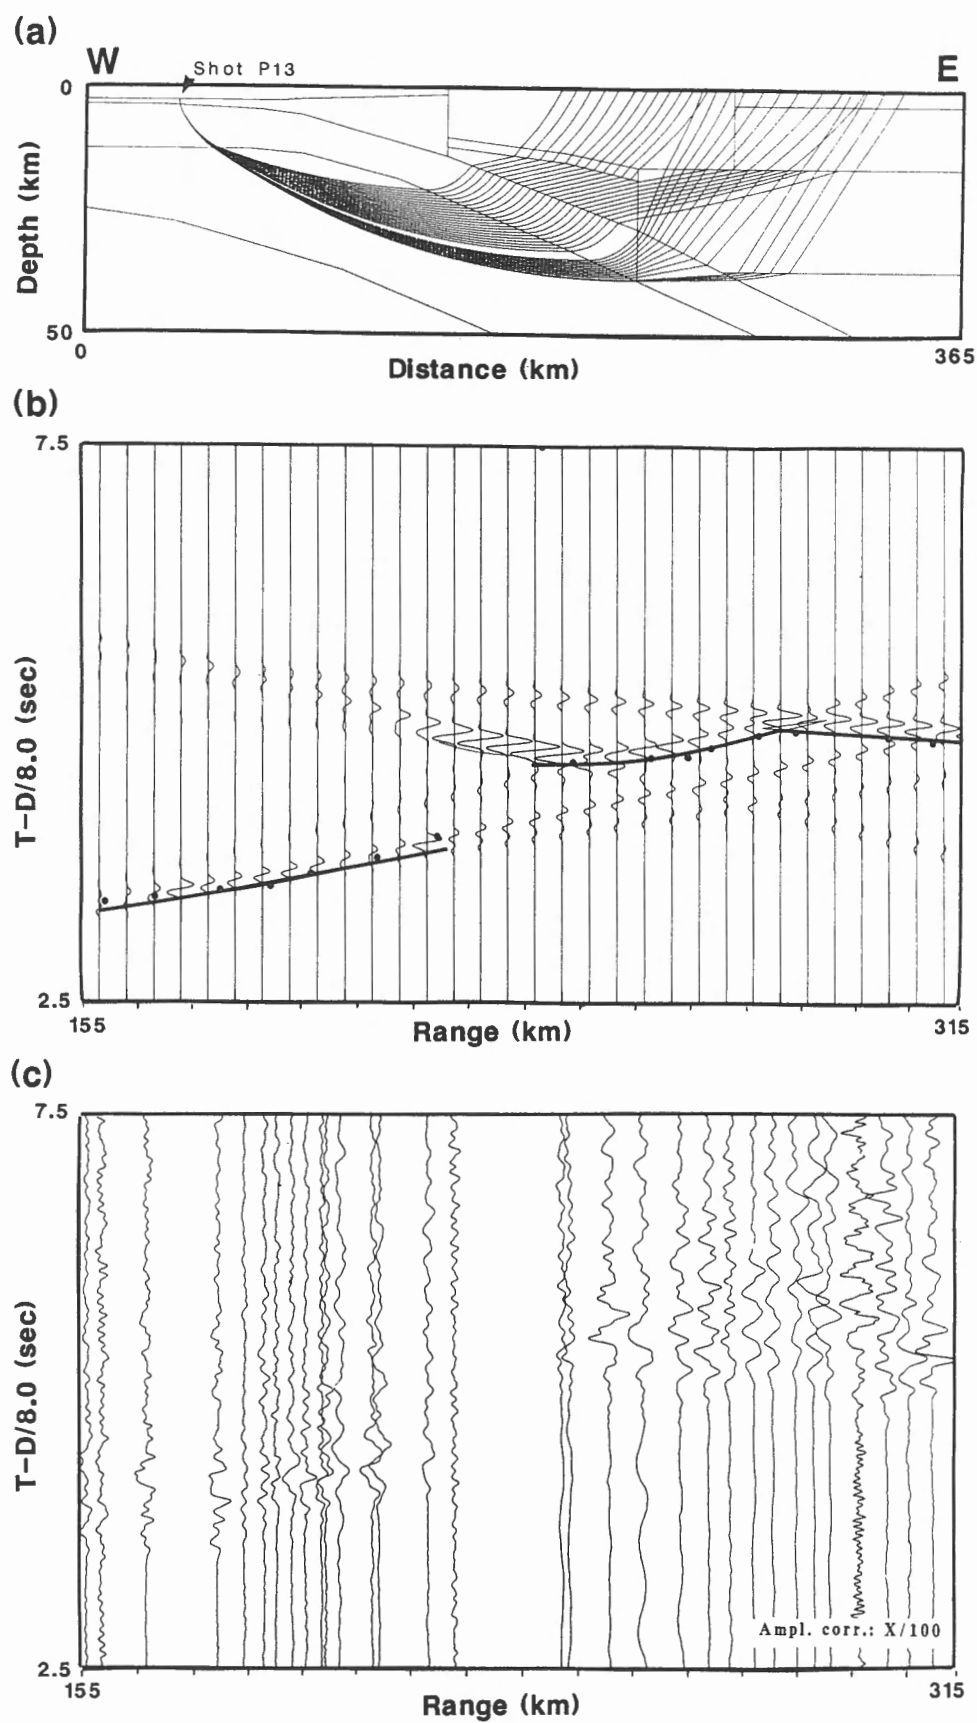 (a)
W
Shot P13
E
0
Depth (km)
50
0
Distance (km)
365
(b)
7.5
T-D/8.0 (sec)
2.5
155
Range (km)
315
(c)
7.5
T-D/8.0 (sec)
Ampl. corr.: X/100
2.5
155
Range (km)
315